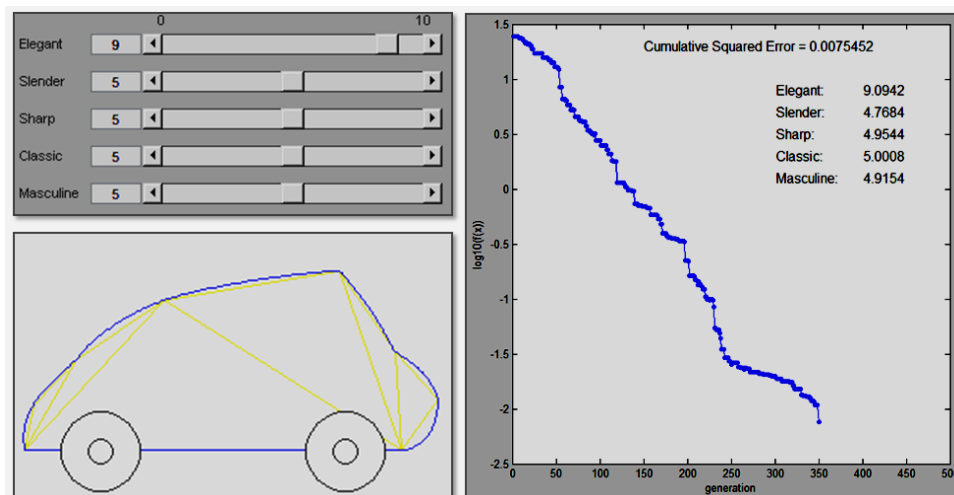 0 10
Elegant 9
Slender 5
Sharp 5
Classic 5
Masculine 5
Cumulative Squared Error = 0.0075452
Elegant: 9.0942
Slender: 4.7684
Sharp: 4.9544
Classic: 5.0008
Masculine: 4.9154
1.5
1
0.5
0
-0.5
-1
-1.5
-2
-2.5
log10(f(x))
0 50 100 150 200 250 300 350 400 450 500
generation